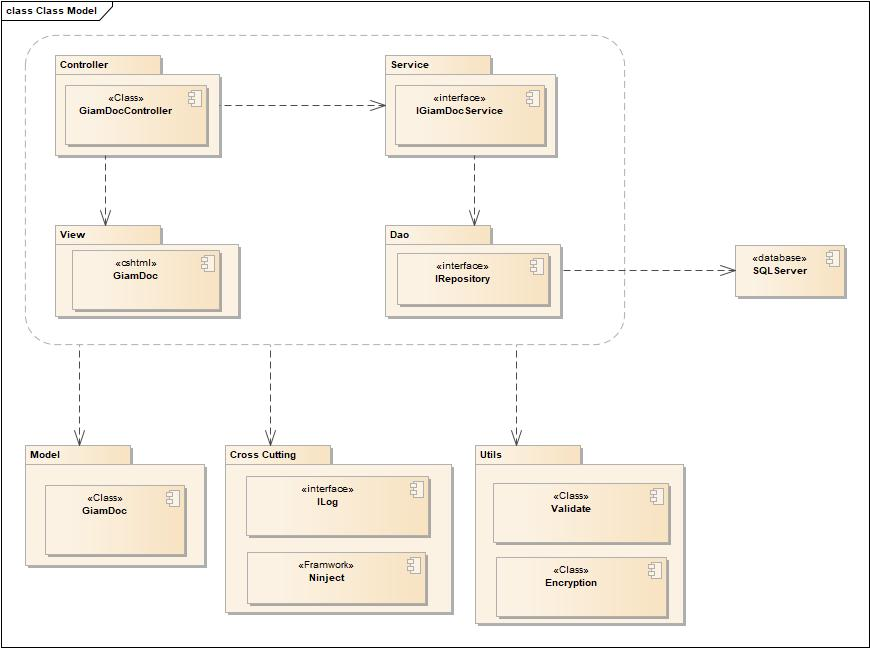 class Class Model
Controller
«Class»
GiamDocController
Service
«interface»
IGiamDocService
View
«cshtml»
GiamDoc
Dao
«interface»
IRepository
«database»
SQLServer
Model
«Class»
GiamDoc
Cross Cutting
«interface»
ILog
«Framwork»
Ninject
Utils
«Class»
Validate
«Class»
Encryption